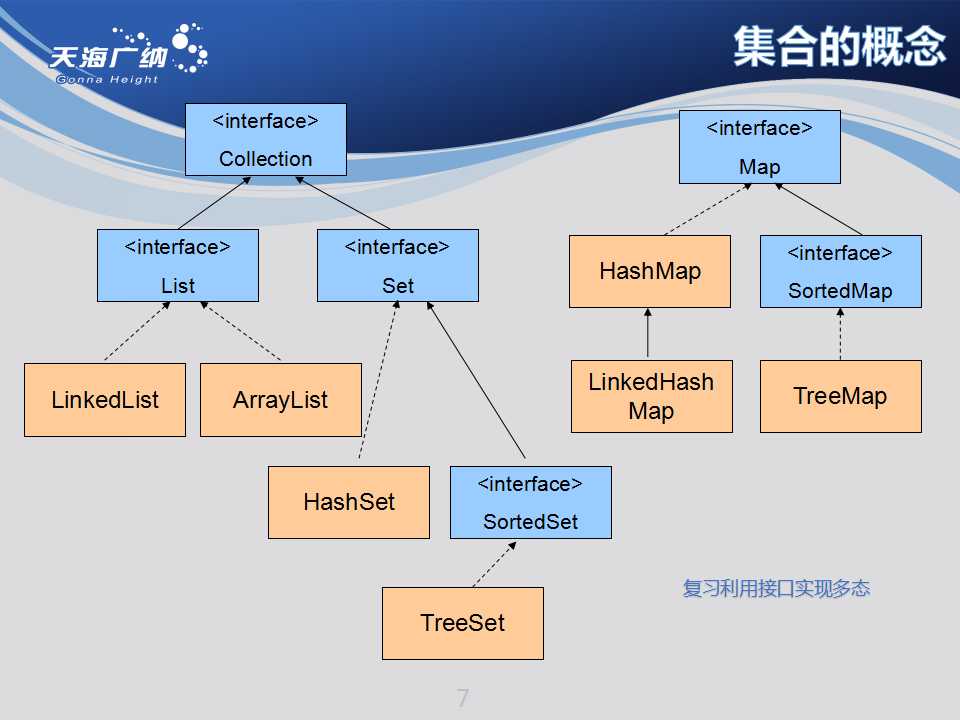 天海广纳
Gonna Height
集合的概念
<interface>
Collection
<interface>
Map
<interface>
List
<interface>
Set
HashMap
<interface>
SortedMap
LinkedList
ArrayList
LinkedHash
Map
TreeMap
HashSet
<interface>
SortedSet
复习利用接口实现多态
TreeSet
7